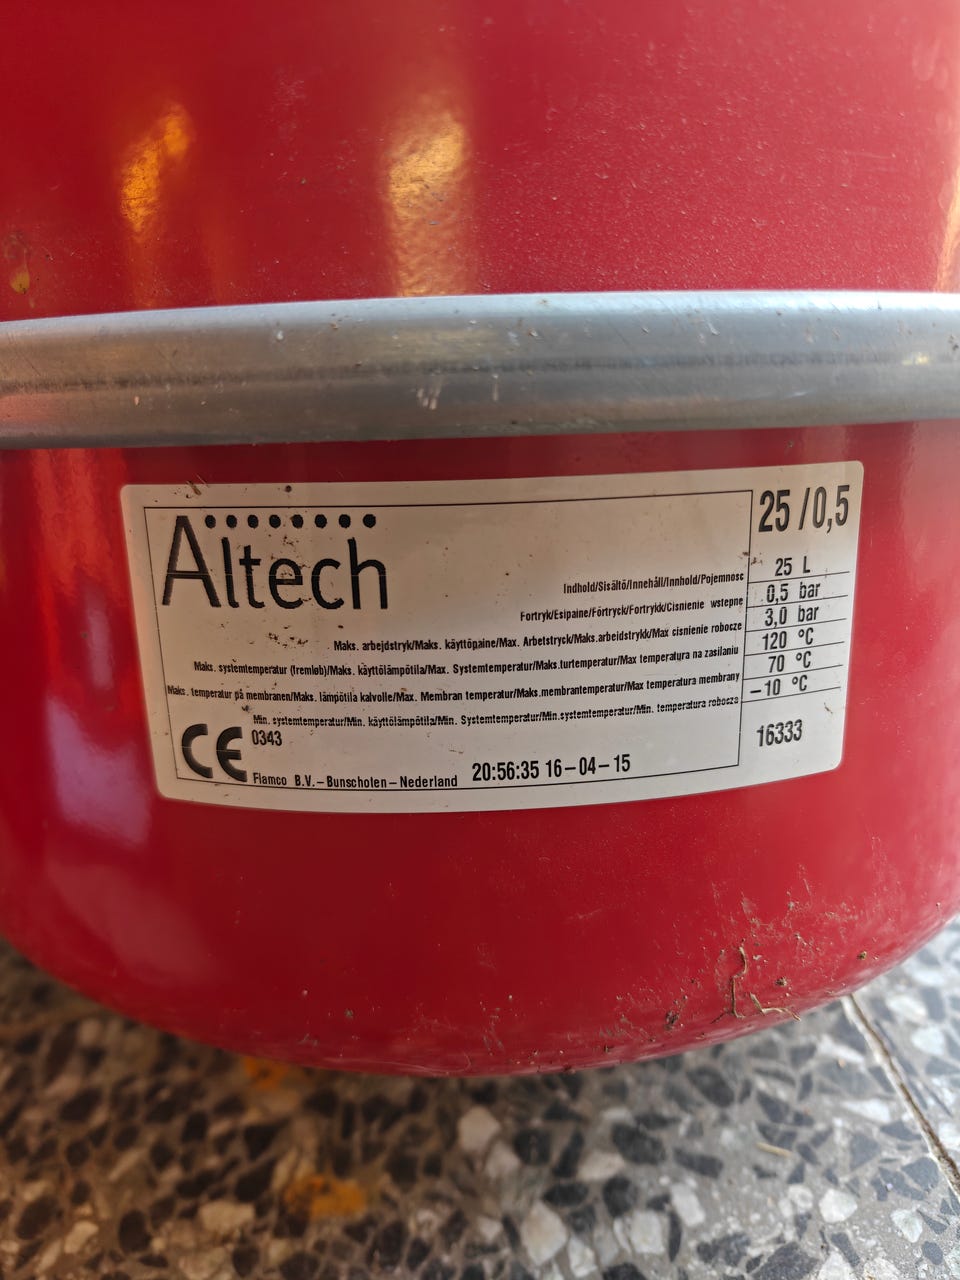 Altech
25 /0,5
Indhold/Sisältö/Innehåll/Innhold/Pojemnosc 25 L
Fortryk/Esipaine/Förtryck/Fortrykk/Cisnienie wstepne 0,5 bar
Maks. arbejdstryk/Maks. käyttöpaine/Max. Arbetstryck/Maks.arbeidstrykk/Max cisnienie robocze 3,0 bar
Maks. systemtemperatur (fremløb)/Maks. käyttölämpötila/Max. Systemtemperatur/Maks.turtemperatur/Max temperatura na zasilaniu 120 °C
Maks. temperatur på membranen/Maks. lämpötila kalvolle/Max. Membran temperatur/Maks.membrantemperatur/Max temperatura membrany 70 °C
Min. systemtemperatur/Min. käyttölämpötila/Min. Systemtemperatur/Min.systemtemperatur/Min. temperatura robocza −10 °C
CE 0343
Flamco B.V.–Bunschoten–Nederland 20:56:35 16–04–15
16333